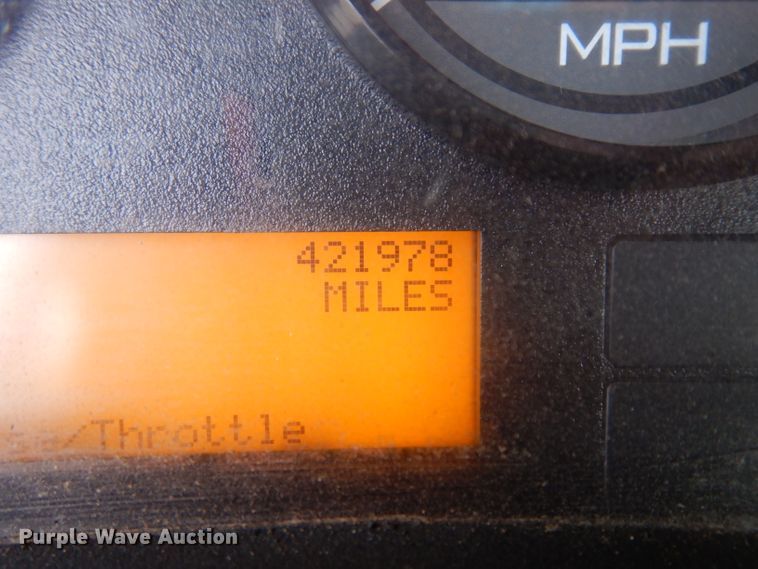 MPH
421978
MILES
/Throttle
Purple Wave Auction